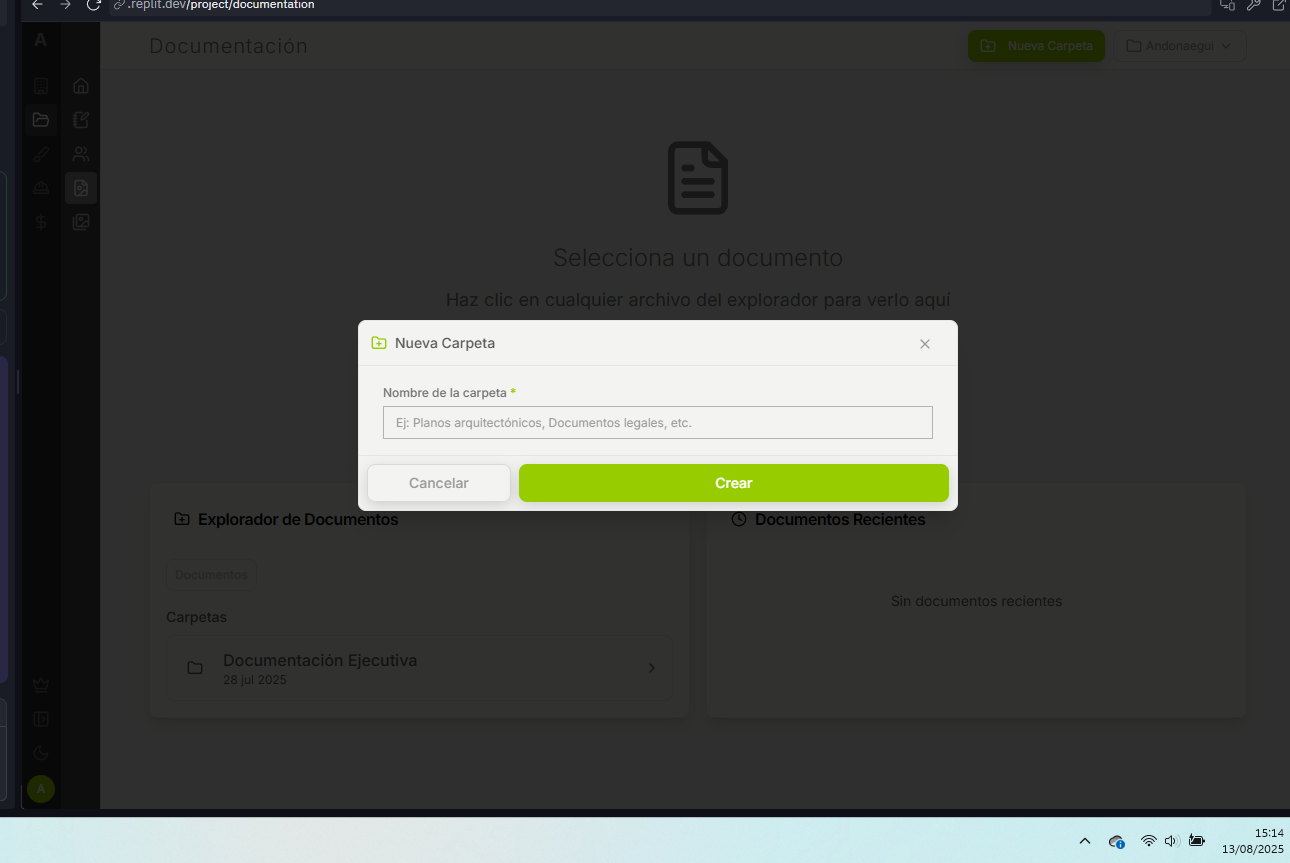 .replit.dev/project/documentation
A
Documentación
Nueva Carpeta
Andonaegui
Selecciona un documento
Haz clic en cualquier archivo del explorador para verlo aquí
Nueva Carpeta
Nombre de la carpeta *
Ej: Planos arquitectónicos, Documentos legales, etc.
Cancelar
Crear
Explorador de Documentos
Documentos
Carpetas
Documentación Ejecutiva
28 jul 2025
Documentos Recientes
Sin documentos recientes
A
15:14
13/08/2025